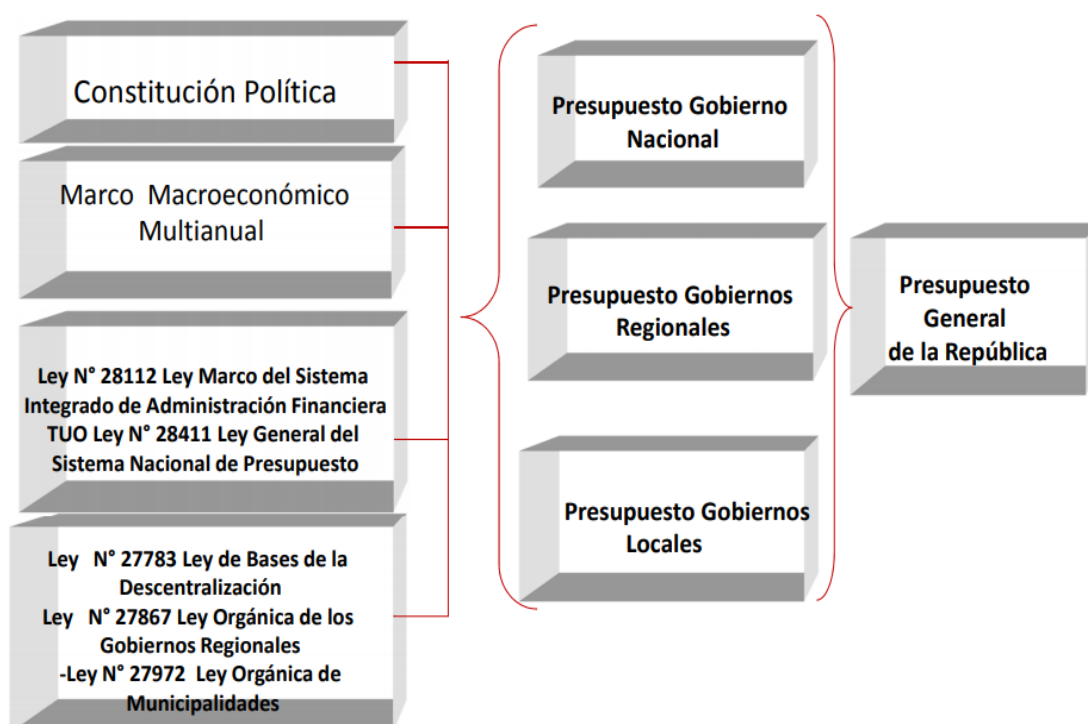 Constitución Política
Marco Macroeconómico
Multianual
Ley N° 28112 Ley Marco del Sistema
Integrado de Administración Financiera
TUO Ley N° 28411 Ley General del
Sistema Nacional de Presupuesto
Ley N° 27783 Ley de Bases de la
Descentralización
Ley N° 27867 Ley Orgánica de los
Gobiernos Regionales
-Ley N° 27972 Ley Orgánica de
Municipalidades
Presupuesto Gobierno
Nacional
Presupuesto Gobiernos
Regionales
Presupuesto Gobiernos
Locales
Presupuesto
General
de la República